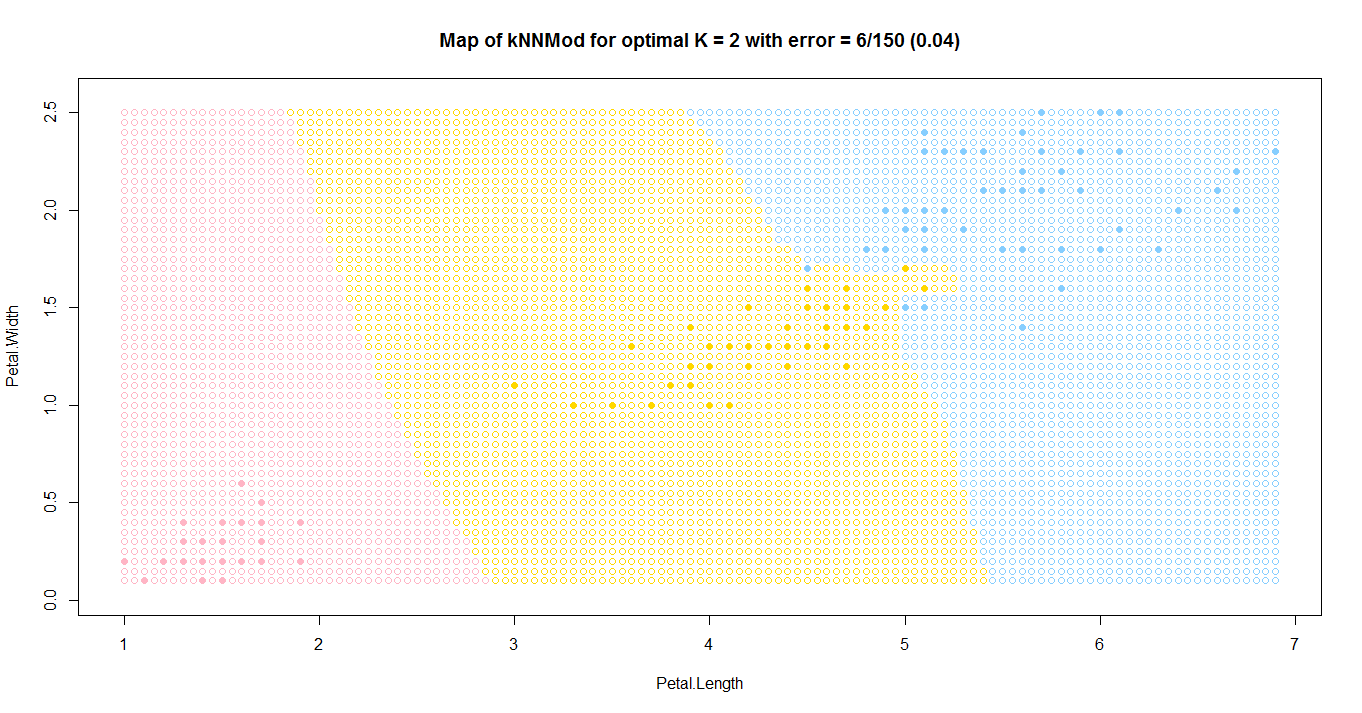 Map of kNNMod for optimal K = 2 with error = 6/150 (0.04)
Petal.Width
2.5
2.0
1.5
1.0
0.5
0.0
1 2 3 4 5 6 7
Petal.Length